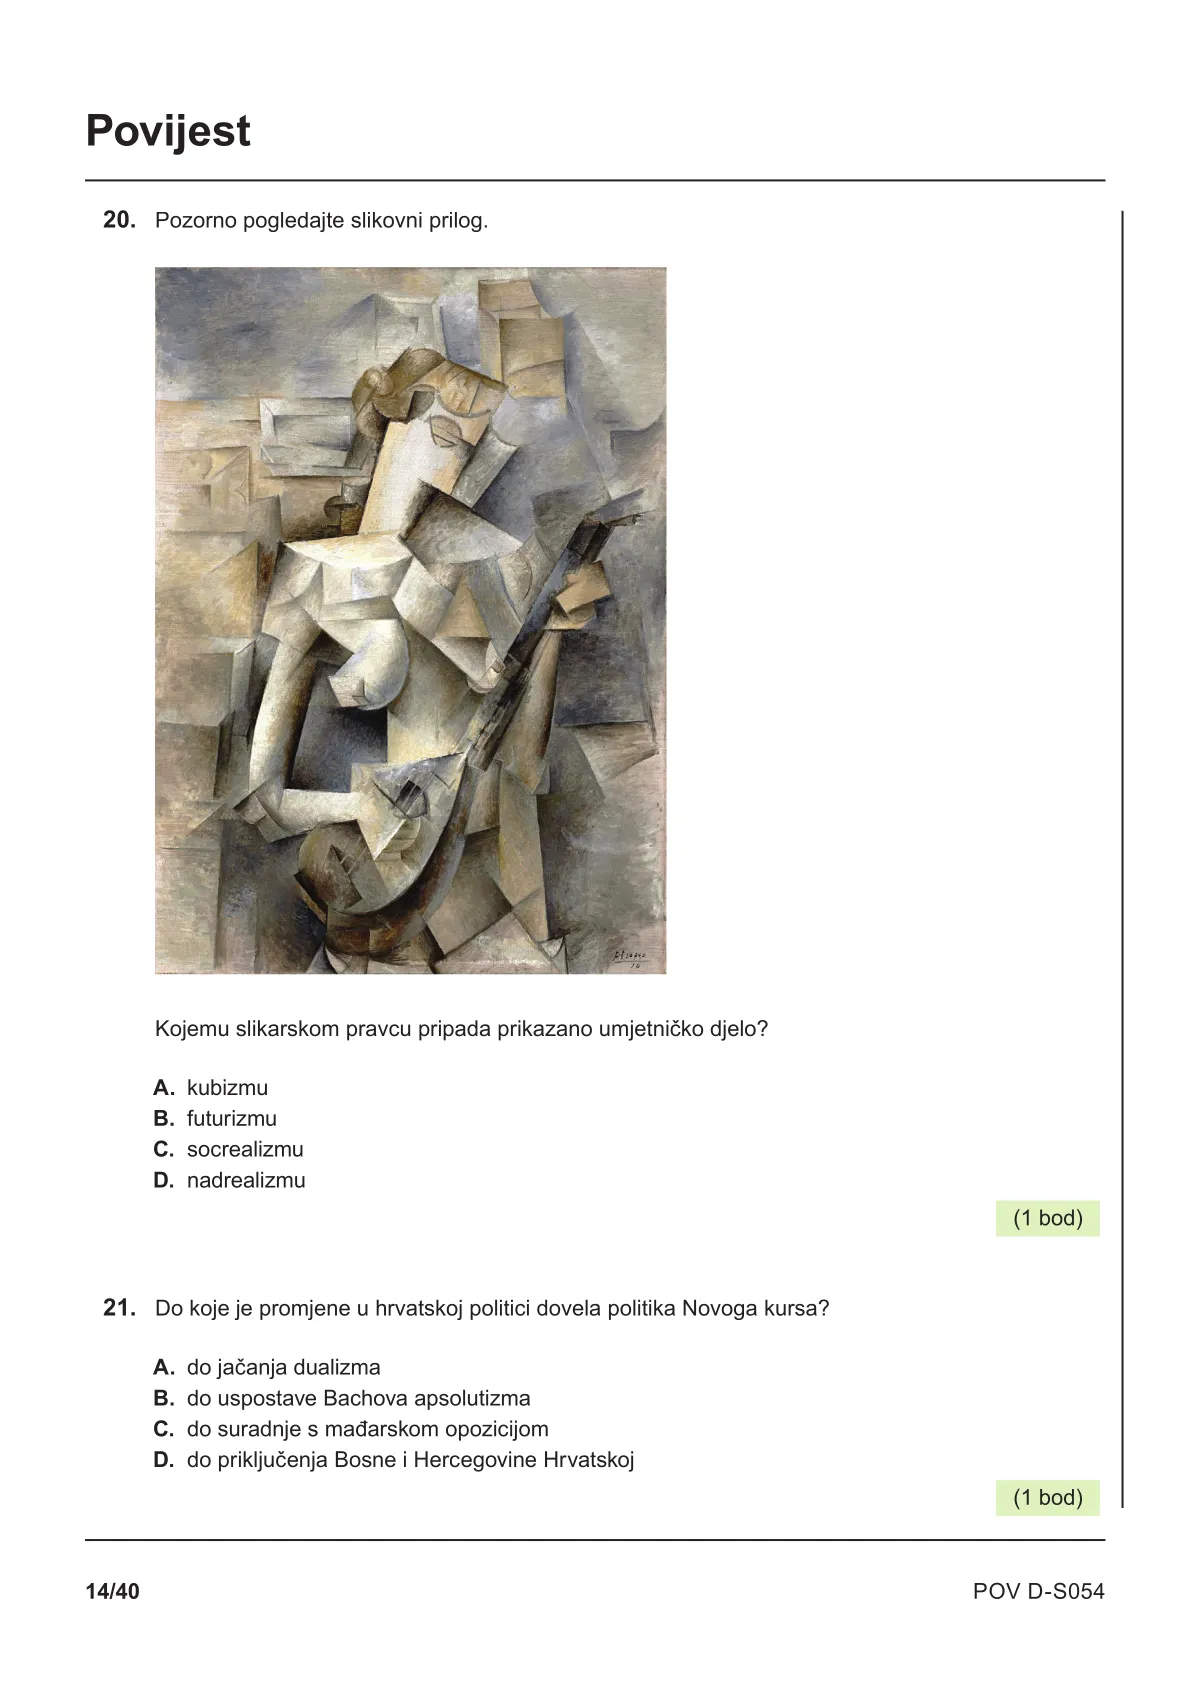 Povijest
20. Pozorno pogledajte slikovni prilog.
Picasso
10
Kojemu slikarskom pravcu pripada prikazano umjetničko djelo?
A. kubizmu
B. futurizmu
C. socrealizmu
D. nadrealizmu
(1 bod)
21. Do koje je promjene u hrvatskoj politici dovela politika Novoga kursa?
A. do jačanja dualizma
B. do uspostave Bachova apsolutizma
C. do suradnje s mađarskom opozicijom
D. do priključenja Bosne i Hercegovine Hrvatskoj
(1 bod)
14/40
POV D-S054